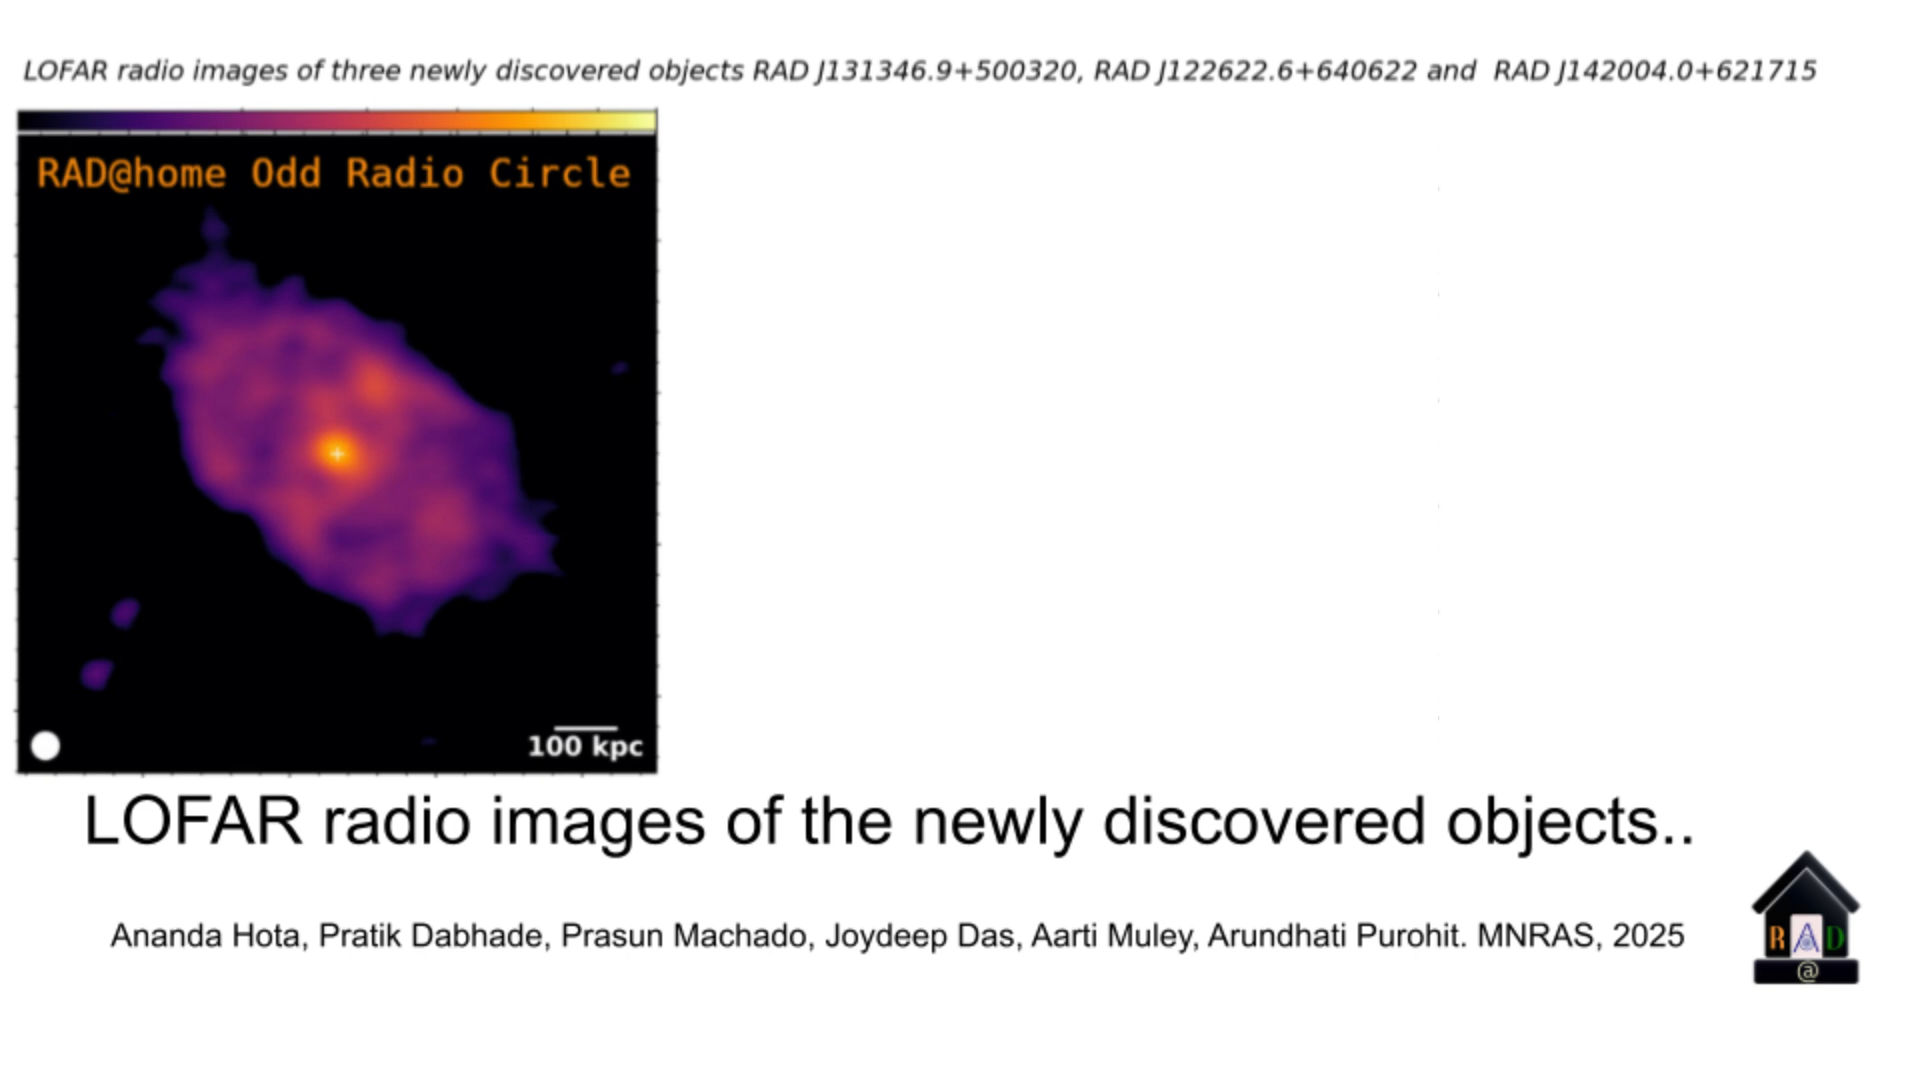 LOFAR radio images of three newly discovered objects RAD J131346.9+500320, RAD J122622.6+640622 and RAD J142004.0+621715
RAD@home Odd Radio Circle
100 kpc
LOFAR radio images of the newly discovered objects..
Ananda Hota, Pratik Dabhade, Prasun Machado, Joydeep Das, Aarti Muley, Arundhati Purohit. MNRAS, 2025
RAD
@